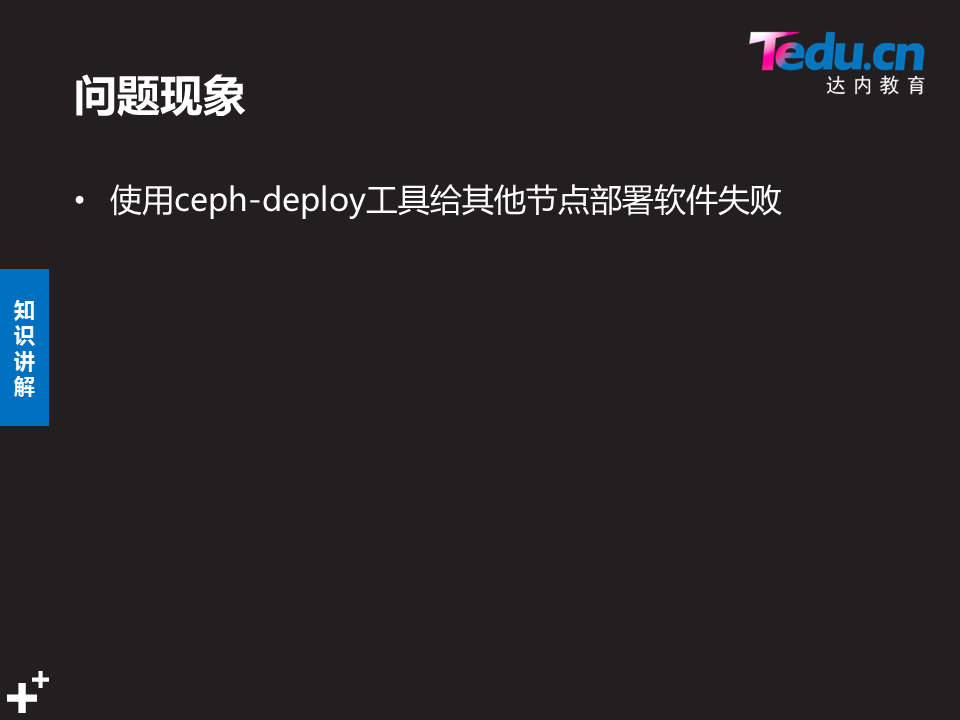 Tedu.cn
达内教育
问题现象
• 使用ceph-deploy工具给其他节点部署软件失败
知
识
讲
解